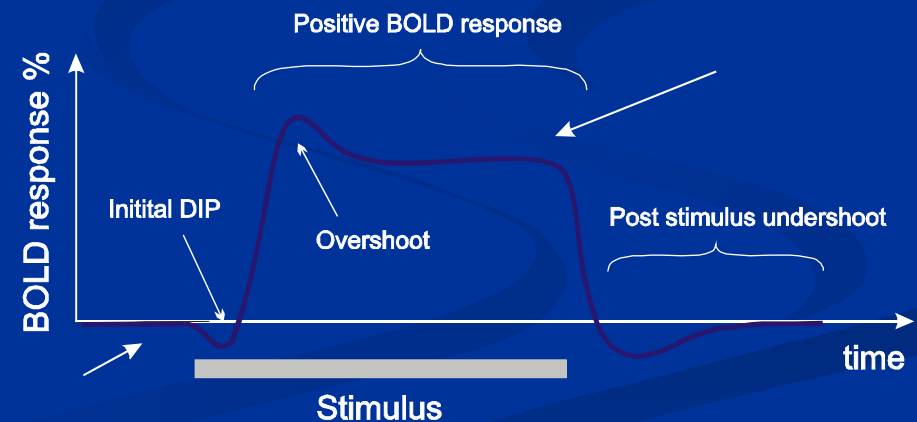 Positive BOLD response
BOLD response %
Initital DIP
Overshoot
Post stimulus undershoot
time
Stimulus